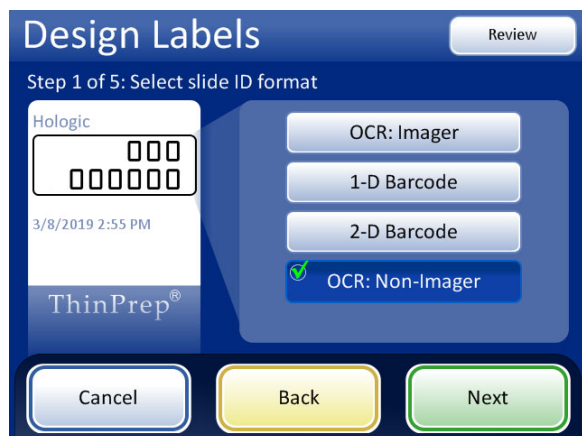 Design Labels
Review
Step 1 of 5: Select slide ID format
Hologic
000
000000
3/8/2019 2:55 PM
ThinPrep®
OCR: Imager
1-D Barcode
2-D Barcode
OCR: Non-Imager
Cancel
Back
Next